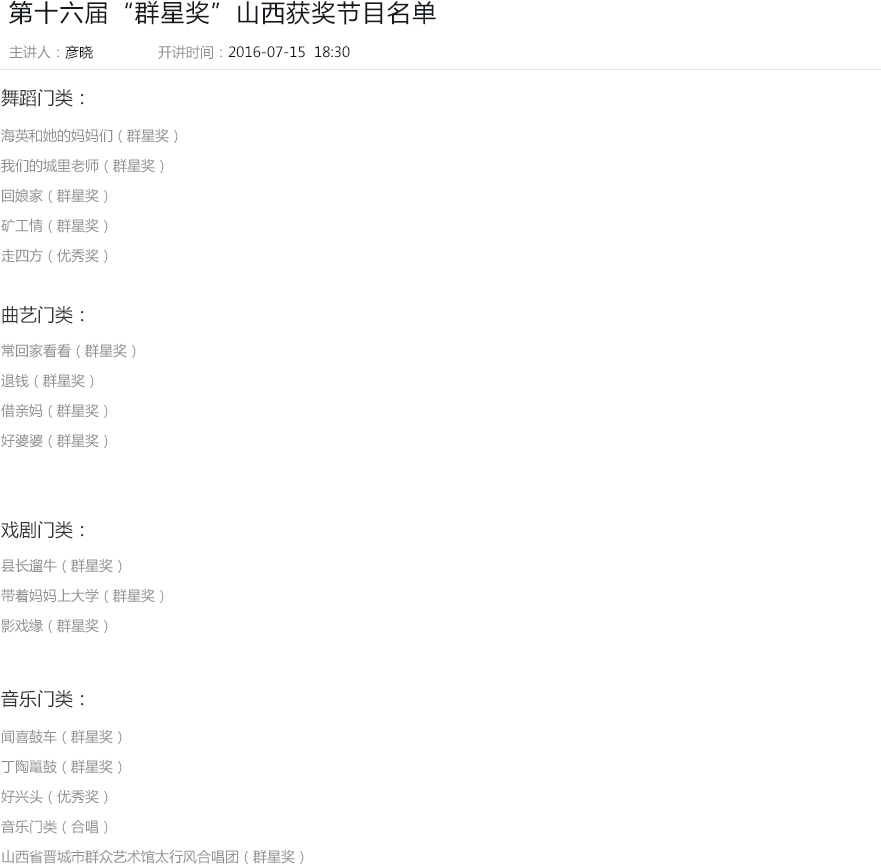 第十六届“群星奖”山西获奖节目名单
主讲人：彦晓 开讲时间：2016-07-15 18:30
舞蹈门类：
海英和她的妈妈们（群星奖）
我们的城里老师（群星奖）
回娘家（群星奖）
矿工情（群星奖）
走四方（优秀奖）
曲艺门类：
常回家看看（群星奖）
退钱（群星奖）
借亲妈（群星奖）
好婆婆（群星奖）
戏剧门类：
县长遛牛（群星奖）
带着妈妈上大学（群星奖）
影戏缘（群星奖）
音乐门类：
闻喜鼓车（群星奖）
丁陶鼍鼓（群星奖）
好兴头（优秀奖）
音乐门类（合唱）
山西省晋城市群众艺术馆太行风合唱团（群星奖）